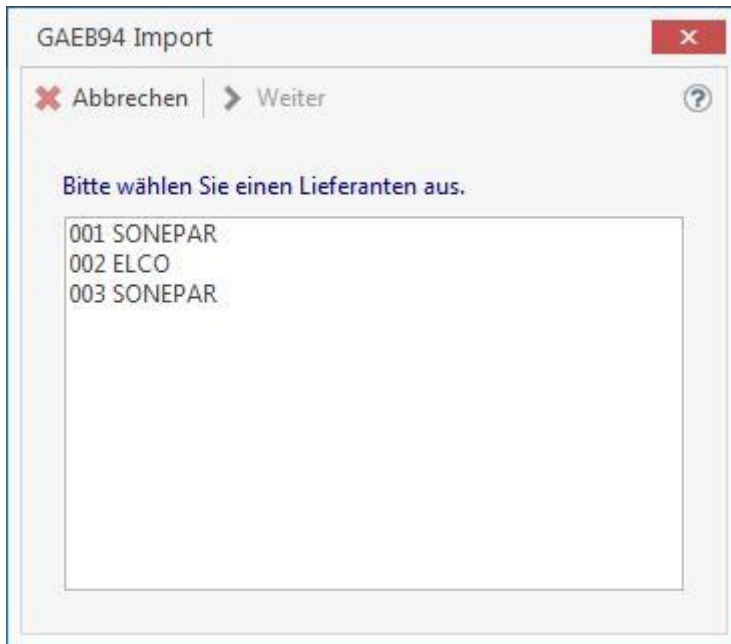 GAEB94 Import
Abbrechen Weiter
Bitte wählen Sie einen Lieferanten aus.
001 SONEPAR
002 ELCO
003 SONEPAR